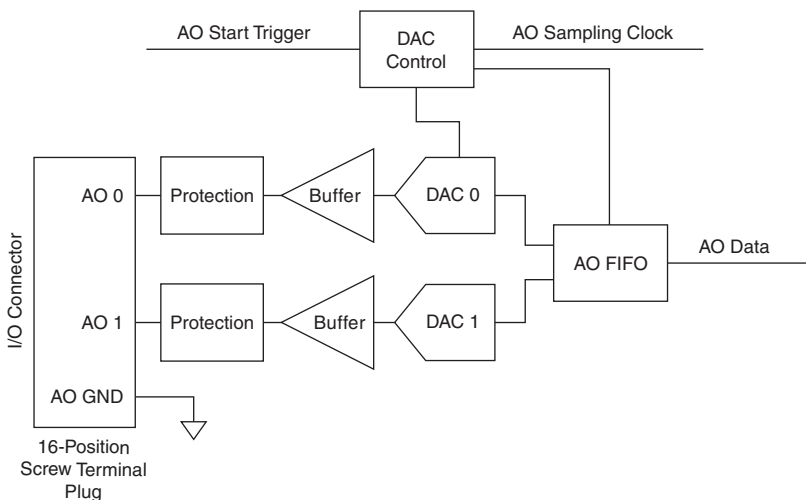 AO Start Trigger
DAC
Control
AO Sampling Clock
AO 0
Protection
Buffer
DAC 0
AO FIFO
AO Data
I/O Connector
AO 1
Protection
Buffer
DAC 1
AO GND
16-Position
Screw Terminal
Plug